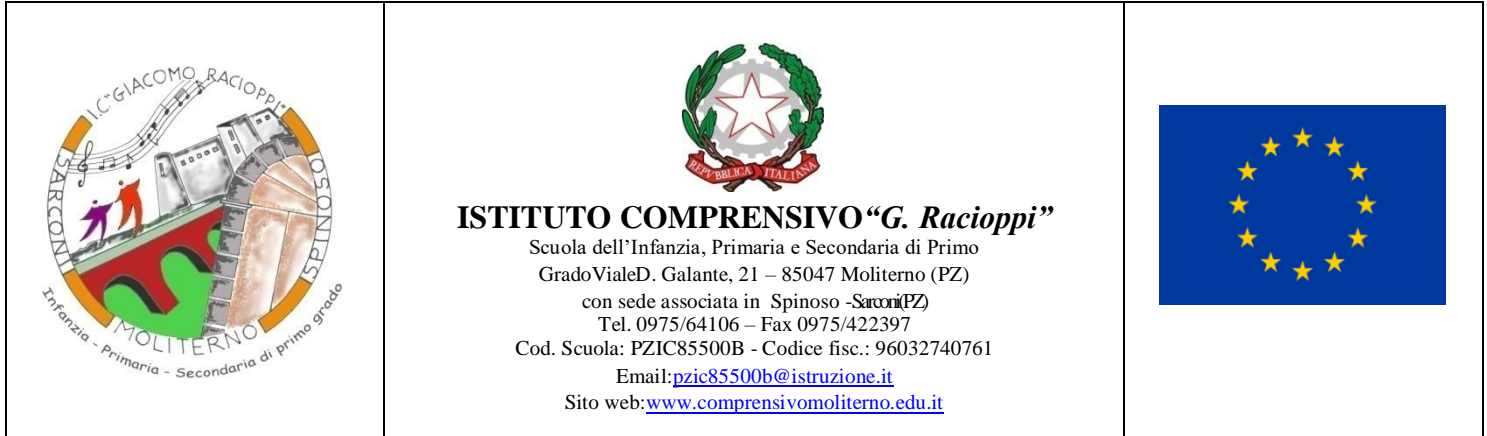 I.C. "GIACOMO RACIOPPI"
SARCONI
SPINOSO
MOLITERNO
Infanzia - Primaria - Secondaria di primo grado
REPVBBLICA ITALIANA
ISTITUTO COMPRENSIVO“G. Racioppi”
Scuola dell’Infanzia, Primaria e Secondaria di Primo
GradoVialeD. Galante, 21 – 85047 Moliterno (PZ)
con sede associata in Spinoso -Sarconi(PZ)
Tel. 0975/64106 – Fax 0975/422397
Cod. Scuola: PZIC85500B - Codice fisc.: 96032740761
Email:pzic85500b@istruzione.it
Sito web:www.comprensivomoliterno.edu.it